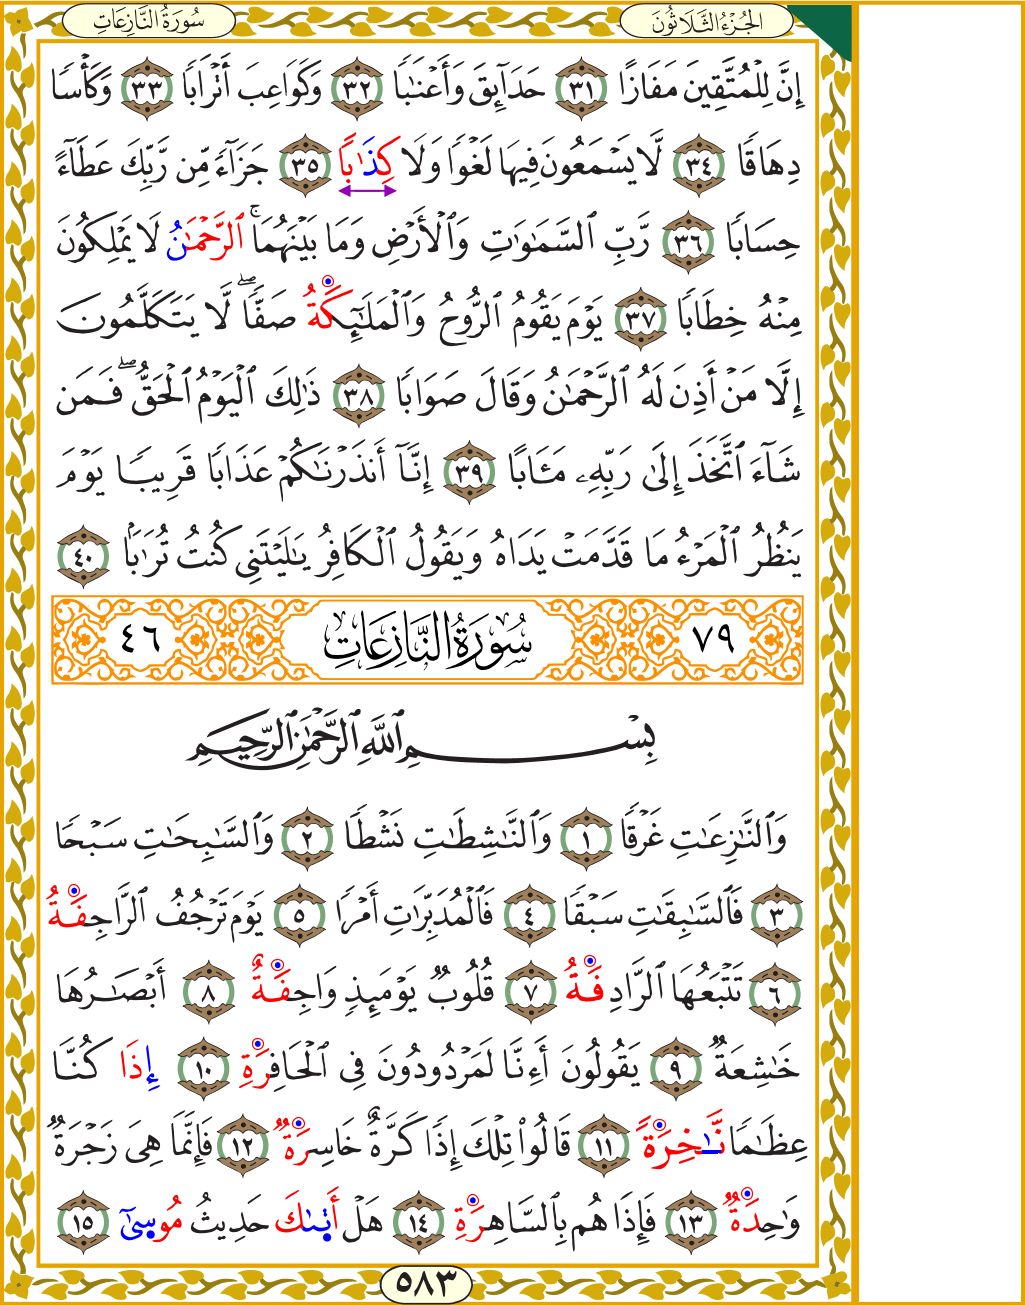 الجُزْءُ الثَّلَاثُونَ
سُورَةُ النَّازِعَاتِ
إِنَّ لِلْمُتَّقِينَ مَفَازًا ٣١ حَدَآئِقَ وَأَعْنَٰبًا ٣٢ وَكَوَاعِبَ أَتْرَابًا ٣٣ وَكَأْسًا
دِهَاقًا ٣٤ لَّا يَسْمَعُونَ فِيهَا لَغْوًا وَلَا كِذَٰبًا ٣٥ جَزَآءً مِّن رَّبِّكَ عَطَآءً
حِسَابًا ٣٦ رَّبِّ ٱلسَّمَٰوَٰتِ وَٱلْأَرْضِ وَمَا بَيْنَهُمَا ۚ ٱلرَّحْمَٰنُ لَا يَمْلِكُونَ
مِنْهُ خِطَابًا ٣٧ يَوْمَ يَقُومُ ٱلرُّوحُ وَٱلْمَلَٰٓئِكَةُ صَفًّا ۖ لَّا يَتَكَلَّمُونَ
إِلَّا مَنْ أَذِنَ لَهُ ٱلرَّحْمَٰنُ وَقَالَ صَوَابًا ٣٨ ذَٰلِكَ ٱلْيَوْمُ ٱلْحَقُّ ۖ فَمَن
شَآءَ ٱتَّخَذَ إِلَىٰ رَبِّهِۦ مَـَٔابًا ٣٩ إِنَّآ أَنذَرْنَٰكُمْ عَذَابًا قَرِيبًا يَوْمَ
يَنظُرُ ٱلْمَرْءُ مَا قَدَّمَتْ يَدَاهُ وَيَقُولُ ٱلْكَافِرُ يَٰلَيْتَنِى كُنتُ تُرَٰبًۢا ٤٠
٧٩ سُورَةُ النَّازِعَاتِ ٤٦
بِسْمِ ٱللَّهِ ٱلرَّحْمَٰنِ ٱلرَّحِيمِ
وَٱلنَّٰزِعَٰتِ غَرْقًا ١ وَٱلنَّٰشِطَٰتِ نَشْطًا ٢ وَٱلسَّٰبِحَٰتِ سَبْحًا
٣ فَٱلسَّٰبِقَٰتِ سَبْقًا ٤ فَٱلْمُدَبِّرَٰتِ أَمْرًا ٥ يَوْمَ تَرْجُفُ ٱلرَّاجِفَةُ
٦ تَتْبَعُهَا ٱلرَّادِفَةُ ٧ قُلُوبٌ يَوْمَئِذٍ وَاجِفَةٌ ٨ أَبْصَٰرُهَا
خَٰشِعَةٌ ٩ يَقُولُونَ أَءِنَّا لَمَرْدُودُونَ فِى ٱلْحَافِرَةِ ١٠ إِذَا كُنَّا
عِظَٰمًا نَّٰخِرَةً ١١ قَالُوا۟ تِلْكَ إِذًا كَرَّةٌ خَاسِرَةٌ ١٢ فَإِنَّمَا هِىَ زَجْرَةٌ
وَٰحِدَةٌ ١٣ فَإِذَا هُم بِٱلسَّاهِرَةِ ١٤ هَلْ أَتَىٰكَ حَدِيثُ مُوسَىٰٓ ١٥
٥٨٣